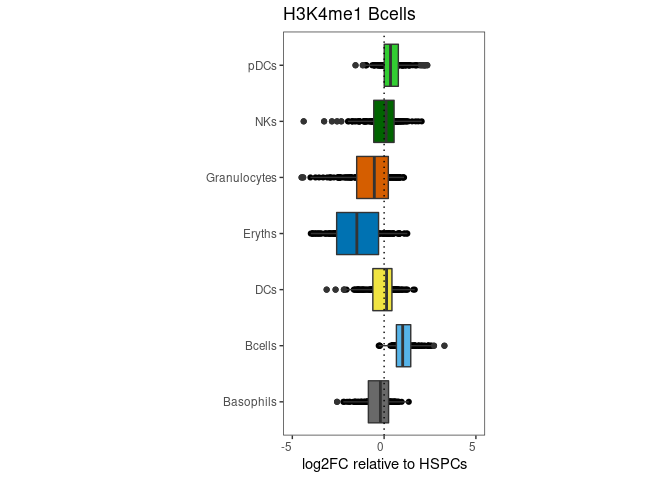 H3K4me1 Bcells
pDCs
NKs
Granulocytes
Eryths
DCs
Bcells
Basophils
-5 0 5
log2FC relative to HSPCs